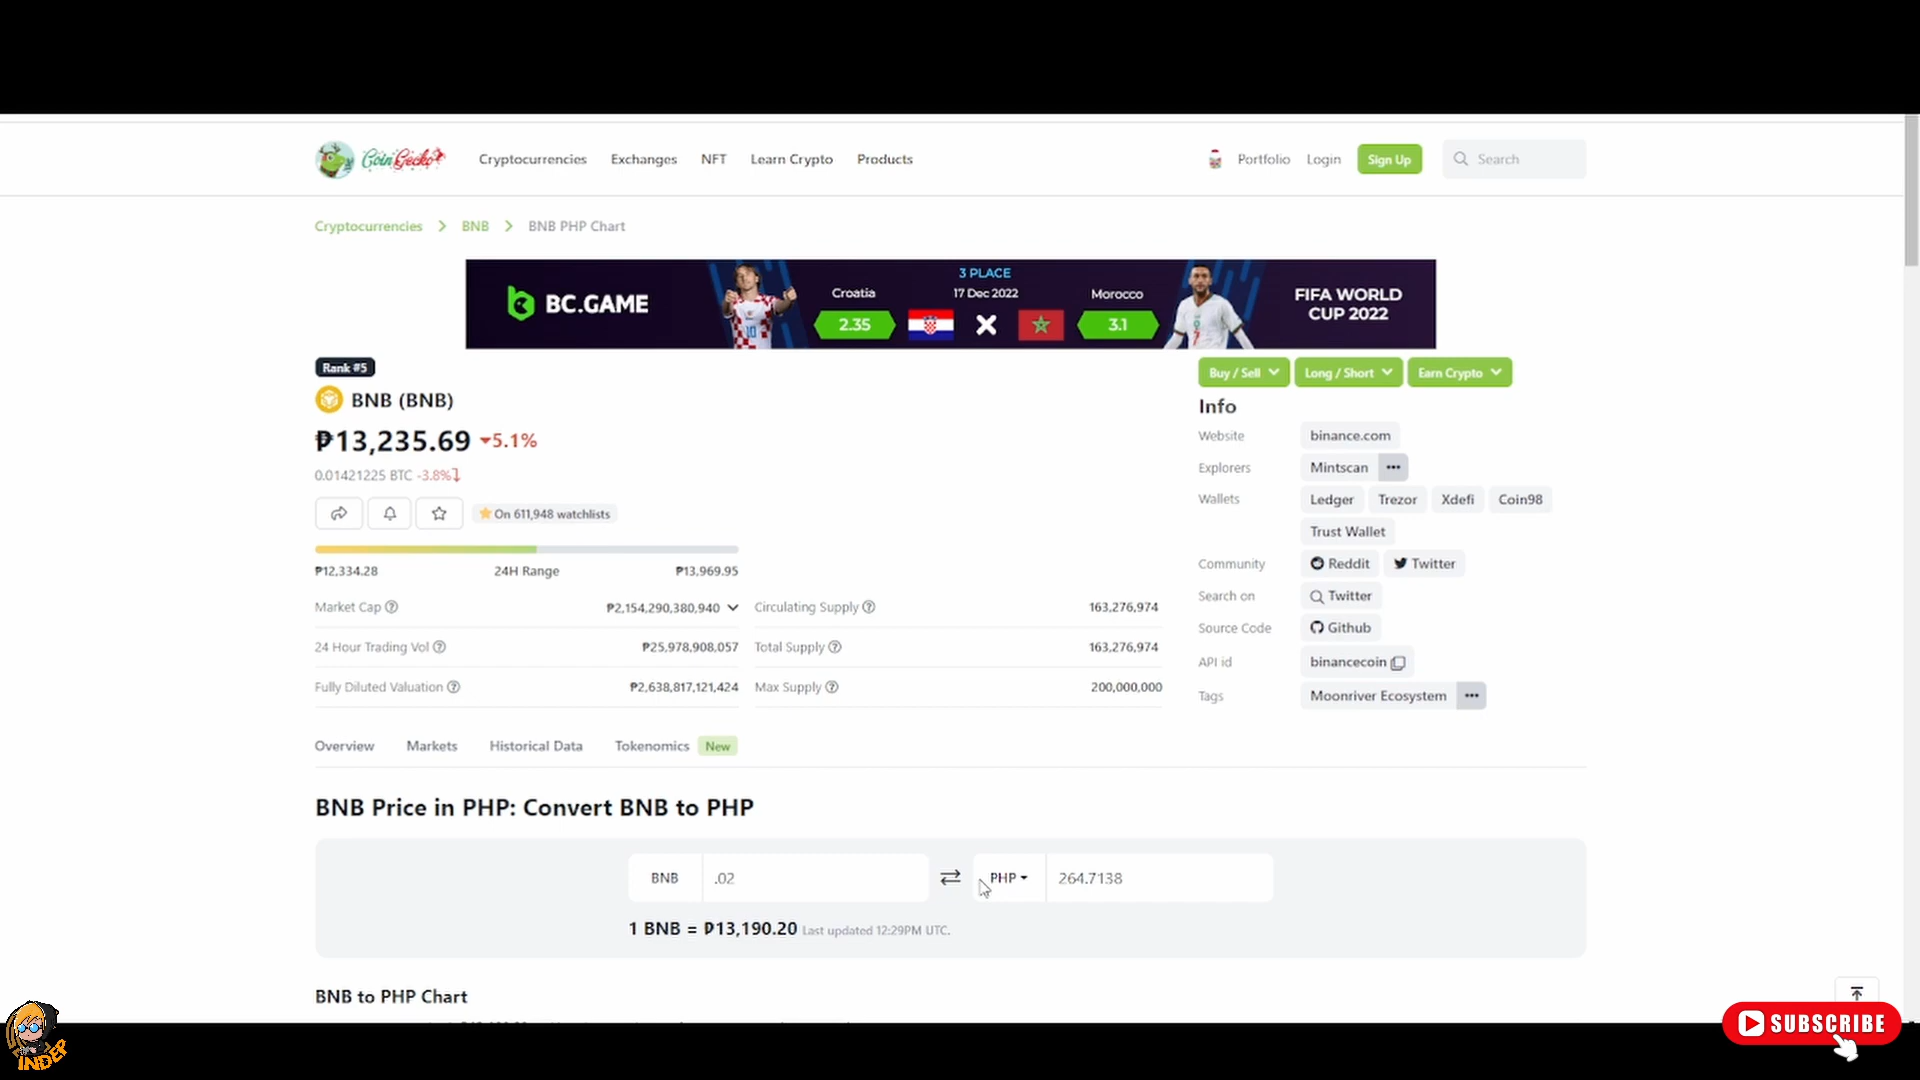 CoinGecko
Cryptocurrencies Exchanges NFT Learn Crypto Products
Portfolio Login Sign Up Search
Cryptocurrencies BNB BNB PHP Chart
BC.GAME
3 PLACE
17 Dec 2022
Croatia
2.35
Morocco
3.1
FIFA WORLD
CUP 2022
Rank #5
BNB (BNB)
₱13,235.69 5.1%
0.01421225 BTC -3.8%
On 611,948 watchlists
₱12,334.28 24H Range ₱13,969.95
Market Cap ₱2,154,290,380,940
24 Hour Trading Vol ₱25,978,908,057
Fully Diluted Valuation ₱2,638,817,121,424
Circulating Supply 163,276,974
Total Supply 163,276,974
Max Supply 200,000,000
Buy / Sell Long / Short Earn Crypto
Info
Website binance.com
Explorers Mintscan
Wallets Ledger Trezor Xdefi Coin98
Trust Wallet
Community Reddit Twitter
Search on Twitter
Source Code Github
API id binancecoin
Tags Moonriver Ecosystem
Overview Markets Historical Data Tokenomics New
BNB Price in PHP: Convert BNB to PHP
BNB .02 PHP 264.7138
1 BNB = ₱13,190.20 Last updated 12:29PM UTC.
BNB to PHP Chart
INDEP
SUBSCRIBE